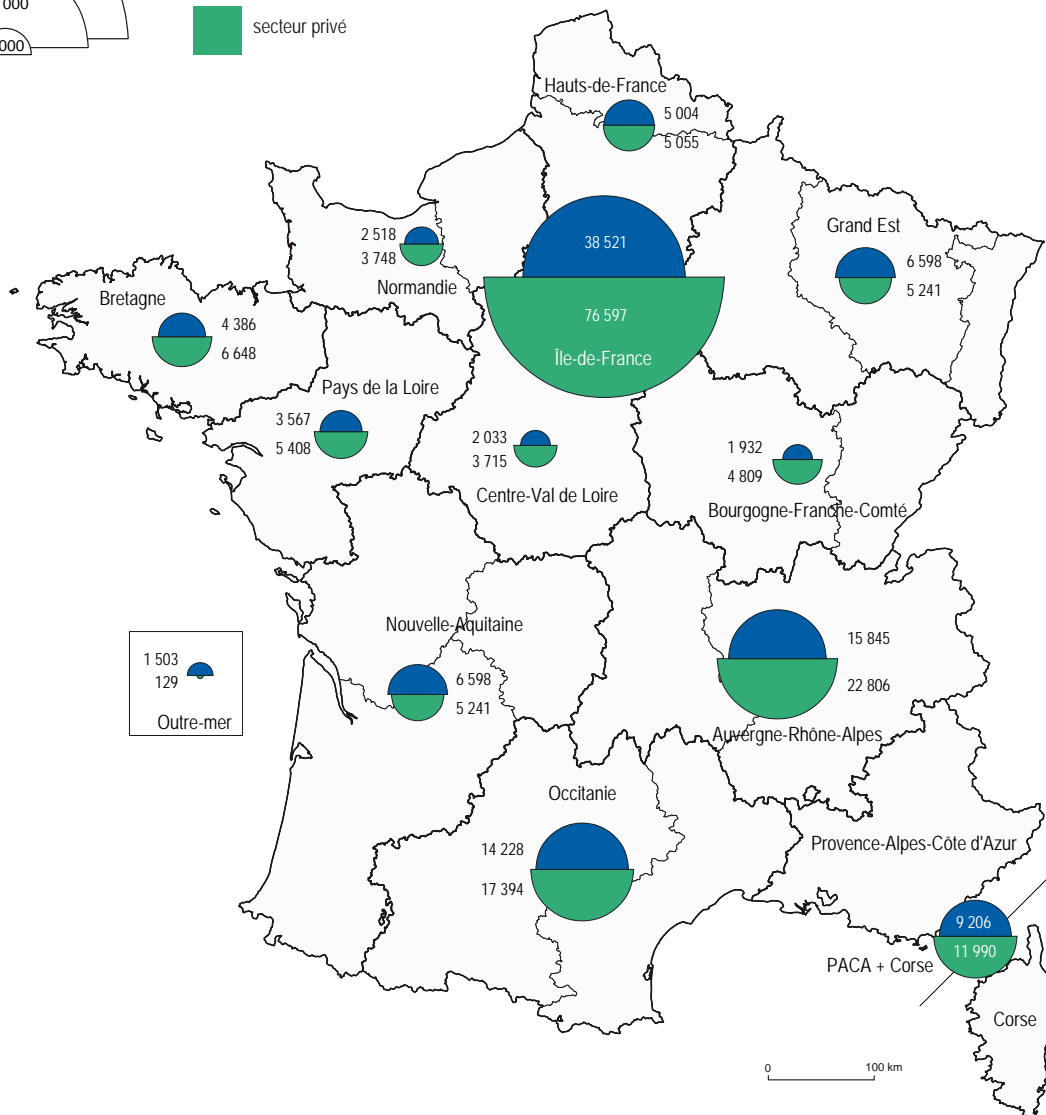 000
000
secteur privé
Hauts-de-France
5 004
5 055
Grand Est
6 598
5 241
38 521
76 597
Île-de-France
2 518
3 748
Normandie
Bretagne
4 386
6 648
Pays de la Loire
3 567
5 408
2 033
3 715
Centre-Val de Loire
1 932
4 809
Bourgogne-Franche-Comté
Nouvelle-Aquitaine
6 598
5 241
1 503
129
Outre-mer
15 845
22 806
Auvergne-Rhône-Alpes
Occitanie
14 228
17 394
Provence-Alpes-Côte d'Azur
9 206
11 990
PACA + Corse
Corse
0 100 km